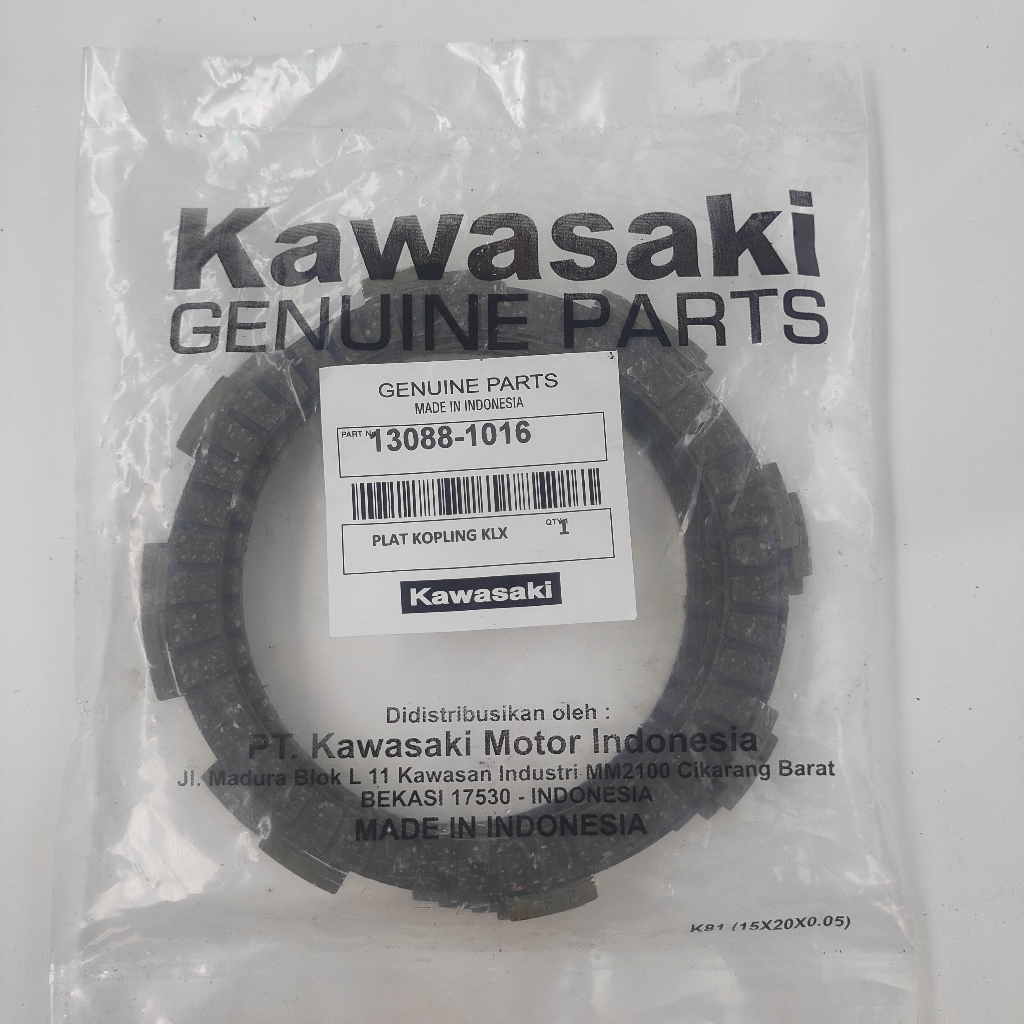 Kawasaki
GENUINE PARTS
GENUINE PARTS
MADE IN INDONESIA
PART No
13088-1016
PLAT KOPLING KLX
QTY
1
Kawasaki
Didistribusikan oleh :
PT. Kawasaki Motor Indonesia
Jl. Madura Blok L 11 Kawasan Industri MM2100 Cikarang Barat
BEKASI 17530 - INDONESIA
MADE IN INDONESIA
K81 (15X20X0.05)